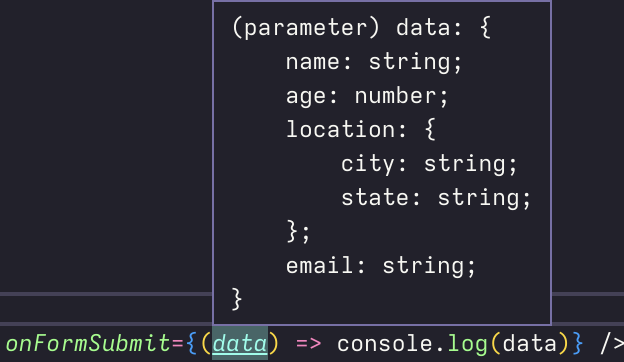 (parameter) data: {
    name: string;
    age: number;
    location: {
        city: string;
        state: string;
    };
    email: string;
}
onFormSubmit={(data) => console.log(data)} />